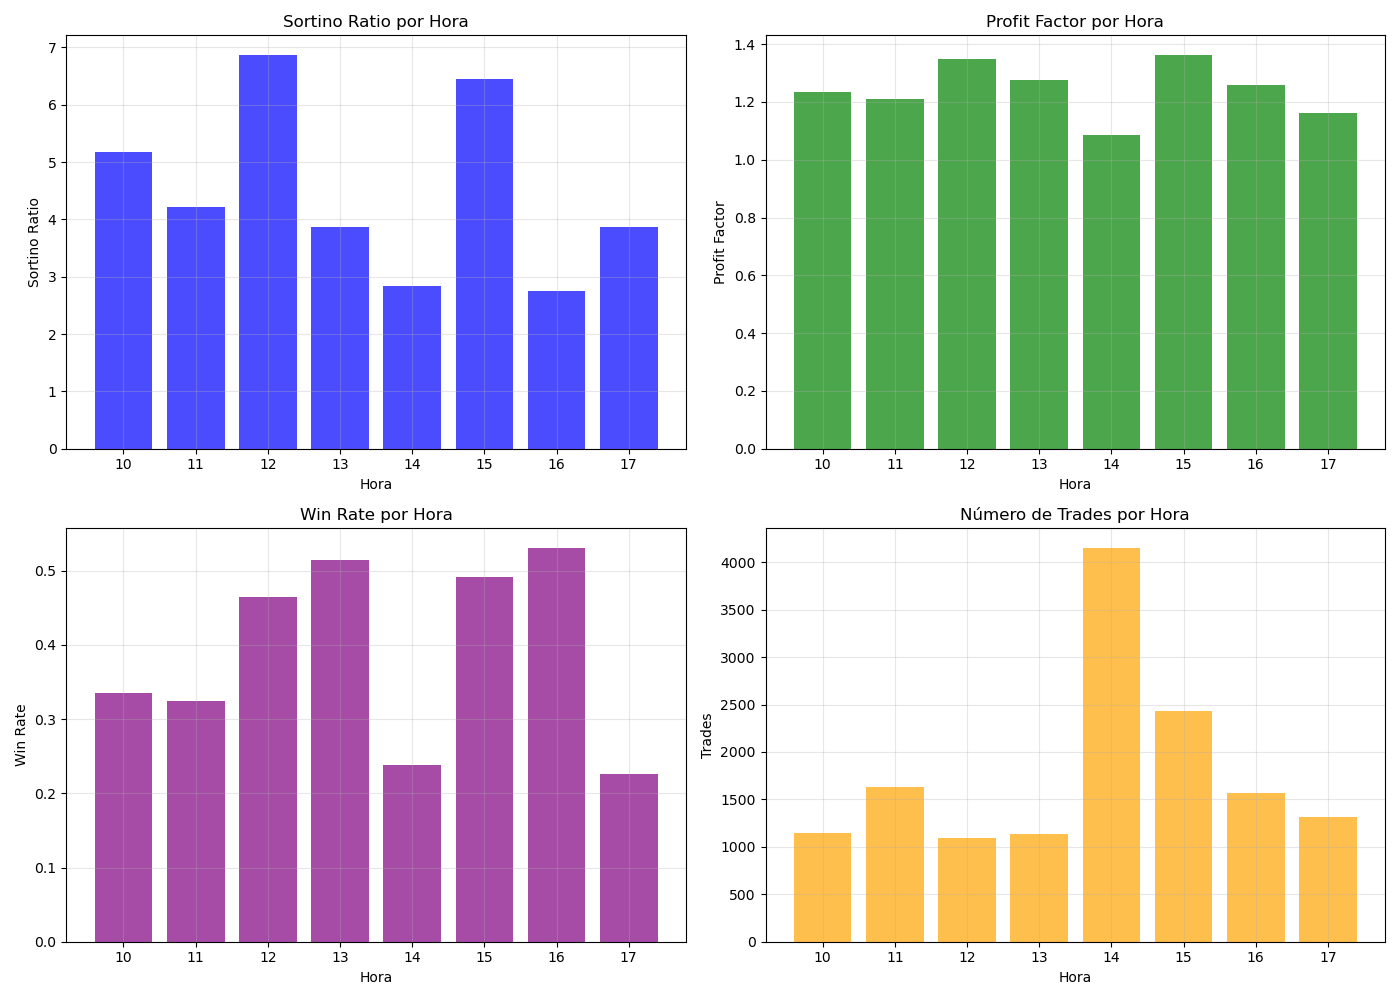 Sortino Ratio por Hora
7
6
5
4
3
2
1
0
Sortino Ratio
10 11 12 13 14 15 16 17
Hora
Profit Factor por Hora
1.4
1.2
1.0
0.8
0.6
0.4
0.2
0.0
Profit Factor
10 11 12 13 14 15 16 17
Hora
Win Rate por Hora
0.5
0.4
0.3
0.2
0.1
0.0
Win Rate
10 11 12 13 14 15 16 17
Hora
Número de Trades por Hora
4000
3500
3000
2500
2000
1500
1000
500
0
Trades
10 11 12 13 14 15 16 17
Hora